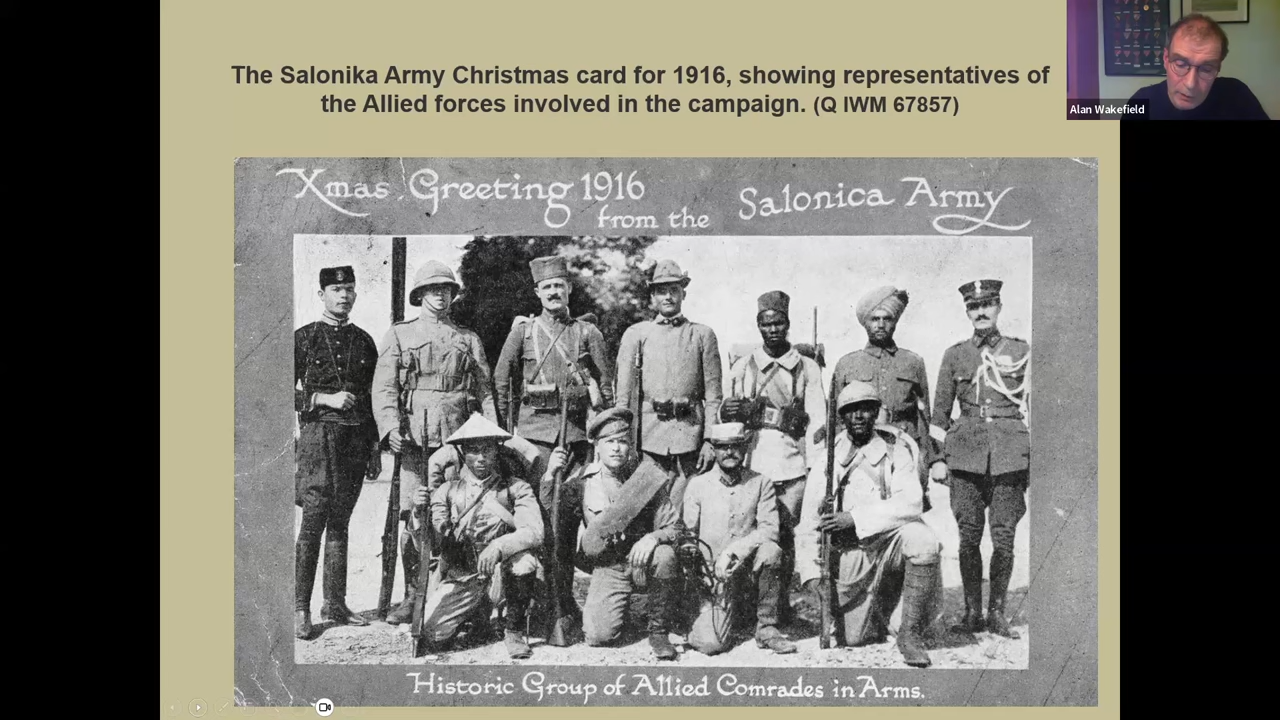 The Salonika Army Christmas card for 1916, showing representatives of
the Allied forces involved in the campaign. (Q IWM 67857)
Alan Wakefield
Xmas Greeting 1916
from the
Salonica Army
Historic Group of Allied Comrades in Arms.